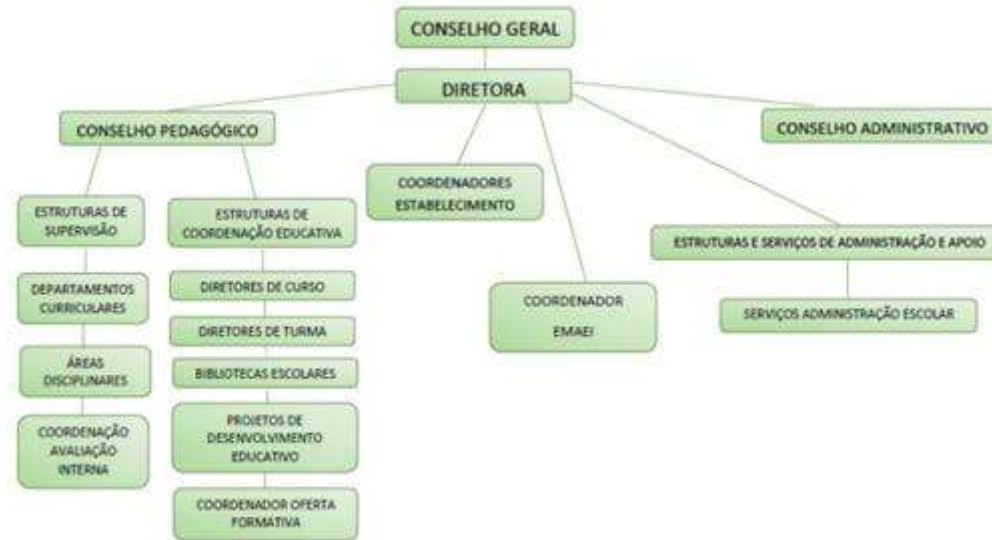 CONSELHO GERAL
DIRETORA
CONSELHO PEDAGÓGICO
CONSELHO ADMINISTRATIVO
COORDENADORES
ESTABELECIMENTO
ESTRUTURAS DE
SUPERVISÃO
ESTRUTURAS DE
COORDENAÇÃO EDUCATIVA
ESTRUTURAS E SERVIÇOS DE ADMINISTRAÇÃO E APOIO
DEPARTAMENTOS
CURRICULARES
DIRETORES DE CURSO
COORDENADOR
EMAEI
SERVIÇOS ADMINISTRAÇÃO ESCOLAR
DIRETORES DE TURMA
ÁREAS
DISCIPLINARES
BIBLIOTECAS ESCOLARES
COORDENAÇÃO
AVALIAÇÃO
INTERNA
PROJETOS DE
DESENVOLVIMENTO
EDUCATIVO
COORDENADOR OFERTA
FORMATIVA